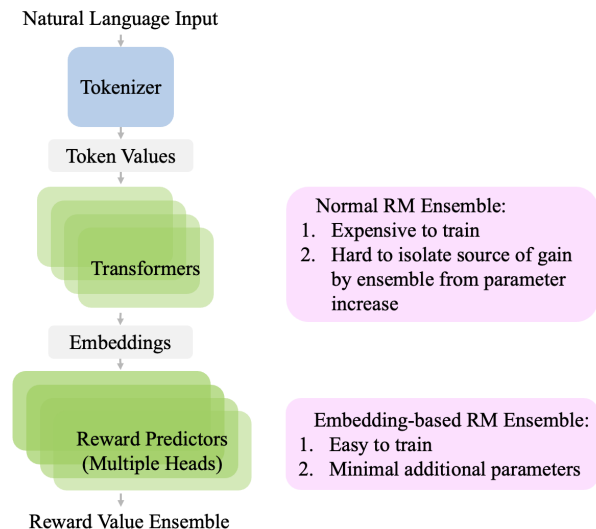 Natural Language Input
Tokenizer
Token Values
Transformers
Normal RM Ensemble:
1. Expensive to train
2. Hard to isolate source of gain
by ensemble from parameter
increase
Embeddings
Reward Predictors
(Multiple Heads)
Embedding-based RM Ensemble:
1. Easy to train
2. Minimal additional parameters
Reward Value Ensemble